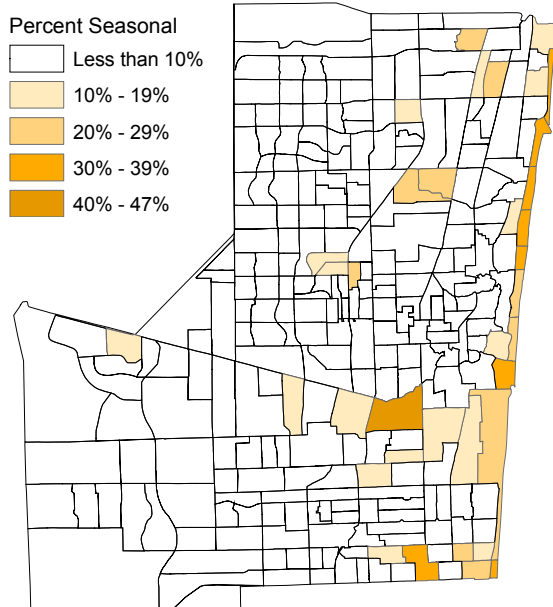 Percent Seasonal
Less than 10%
10% - 19%
20% - 29%
30% - 39%
40% - 47%